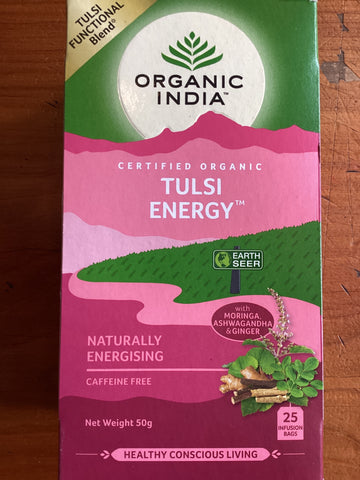 TULSI
FUNCTIONAL
Blend°
ORGANIC
INDIA™
CERTIFIED ORGANIC
TULSI
ENERGY™
EARTH
SEER
with
MORINGA,
ASHWAGANDHA
& GINGER
NATURALLY
ENERGISING
CAFFEINE FREE
Net Weight 50g
25
INFUSION
BAGS
HEALTHY CONSCIOUS LIVING